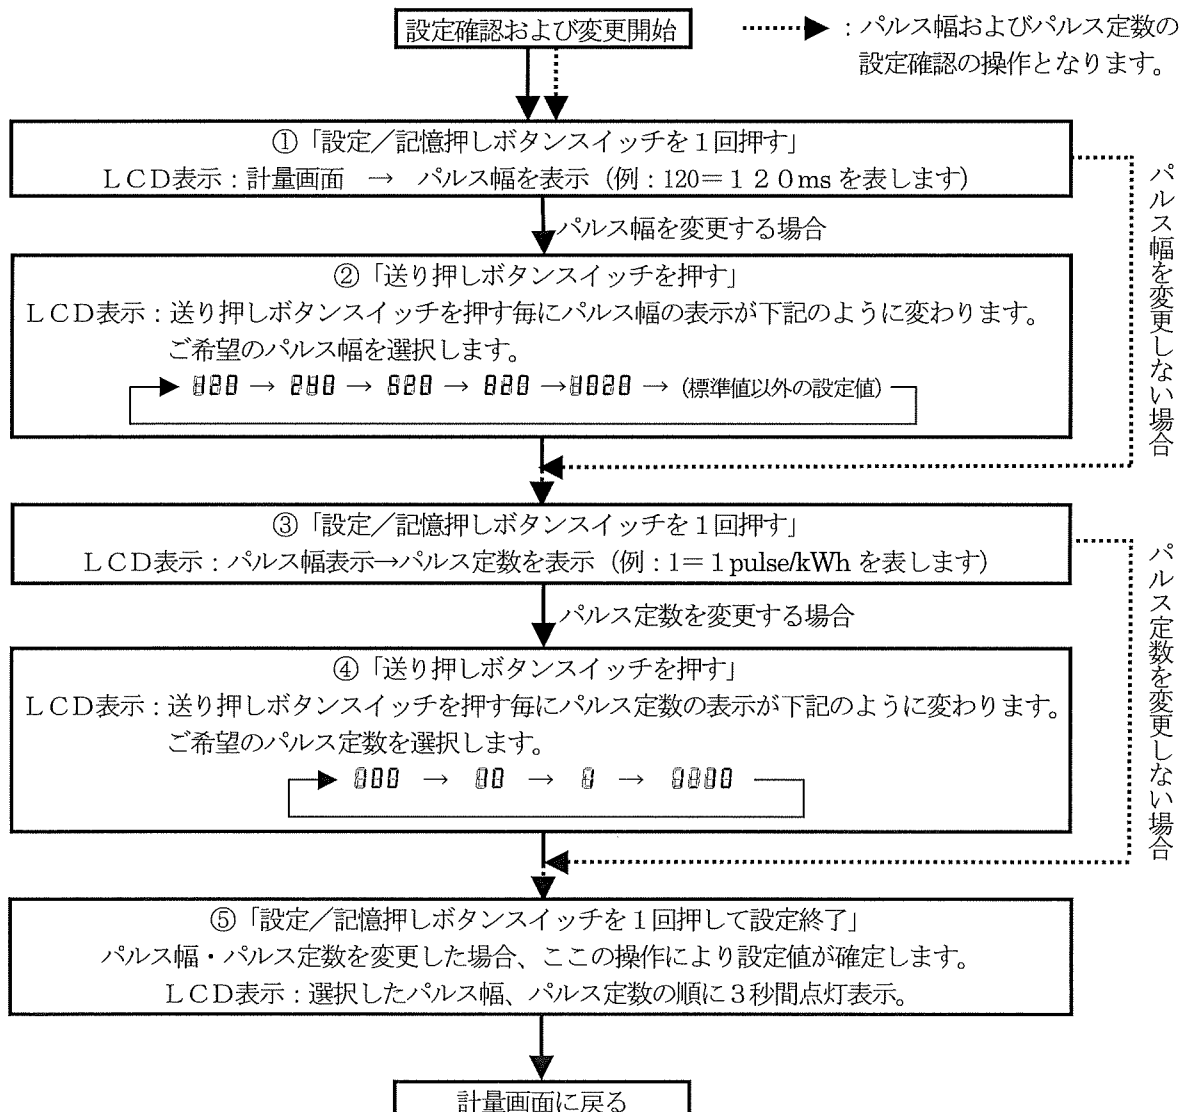 設定確認および変更開始
：パルス幅およびパルス定数の
設定確認の操作となります。
①「設定／記憶押しボタンスイッチを１回押す」
ＬＣＤ表示：計量画面　→　パルス幅を表示（例：120＝１２０ms を表します）
パルス幅を変更しない場合
パルス幅を変更する場合
②「送り押しボタンスイッチを押す」
ＬＣＤ表示：送り押しボタンスイッチを押す毎にパルス幅の表示が下記のように変わります。
ご希望のパルス幅を選択します。
120 → 240 → 520 → 820 →1020 →（標準値以外の設定値）
③「設定／記憶押しボタンスイッチを１回押す」
ＬＣＤ表示：パルス幅表示→パルス定数を表示（例：1＝１pulse/kWh を表します）
パルス定数を変更しない場合
パルス定数を変更する場合
④「送り押しボタンスイッチを押す」
ＬＣＤ表示：送り押しボタンスイッチを押す毎にパルス定数の表示が下記のように変わります。
ご希望のパルス定数を選択します。
100 → 10 → 1 →
⑤「設定／記憶押しボタンスイッチを１回押して設定終了」
パルス幅・パルス定数を変更した場合、ここの操作により設定値が確定します。
ＬＣＤ表示：選択したパルス幅、パルス定数の順に３秒間点灯表示。
計量画面に戻る